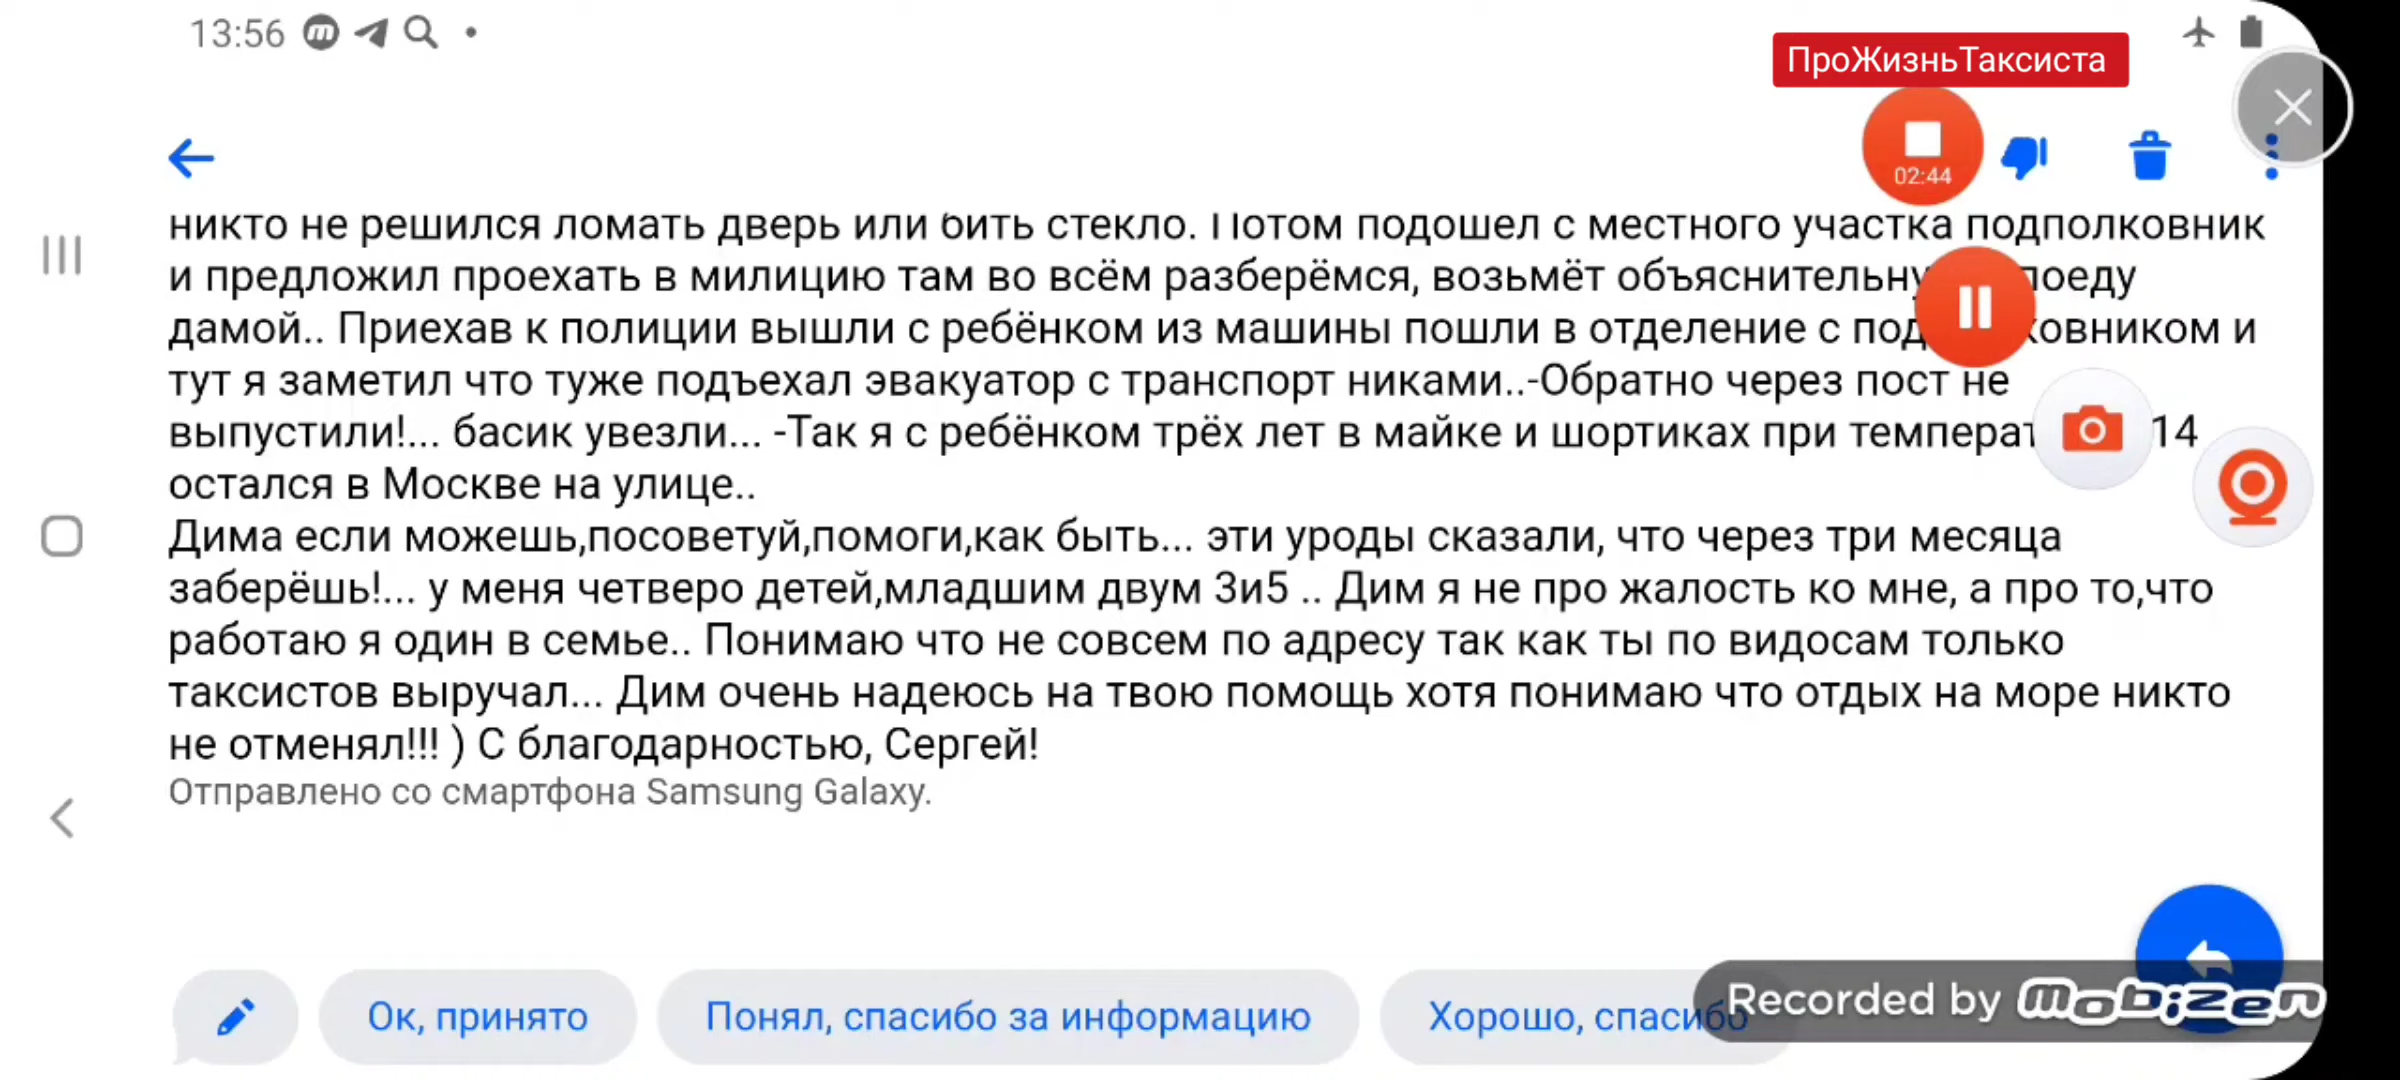 13:56
ПроЖизньТаксиста
02:44
никто не решился ломать дверь или бить стекло. Потом подошел с местного участка подполковник
и предложил проехать в милицию там во всём разберёмся, возьмёт поеду
дамой.. Приехав к полиции вышли с ребёнком из машины пошли в отделение с и
тут я заметил что туже подъехал эвакуатор с транспорт никами..-Обратно через пост не
выпустили!... басик увезли... -Так я с ребёнком трёх лет в майке и шортиках при 14
остался в Москве на улице..
Дима если можешь,посоветуй,помоги,как быть... эти уроды сказали, что через три месяца
заберёшь!... у меня четверо детей,младшим двум 3и5 .. Дим я не про жалость ко мне, а про то,что
работаю я один в семье.. Понимаю что не совсем по адресу так как ты по видосам только
таксистов выручал... Дим очень надеюсь на твою помощь хотя понимаю что отдых на море никто
не отменял!!! ) С благодарностью, Сергей!
Отправлено со смартфона Samsung Galaxy.
Ок, принято
Понял, спасибо за информацию
Хорошо, спасибо
Recorded by mobizen